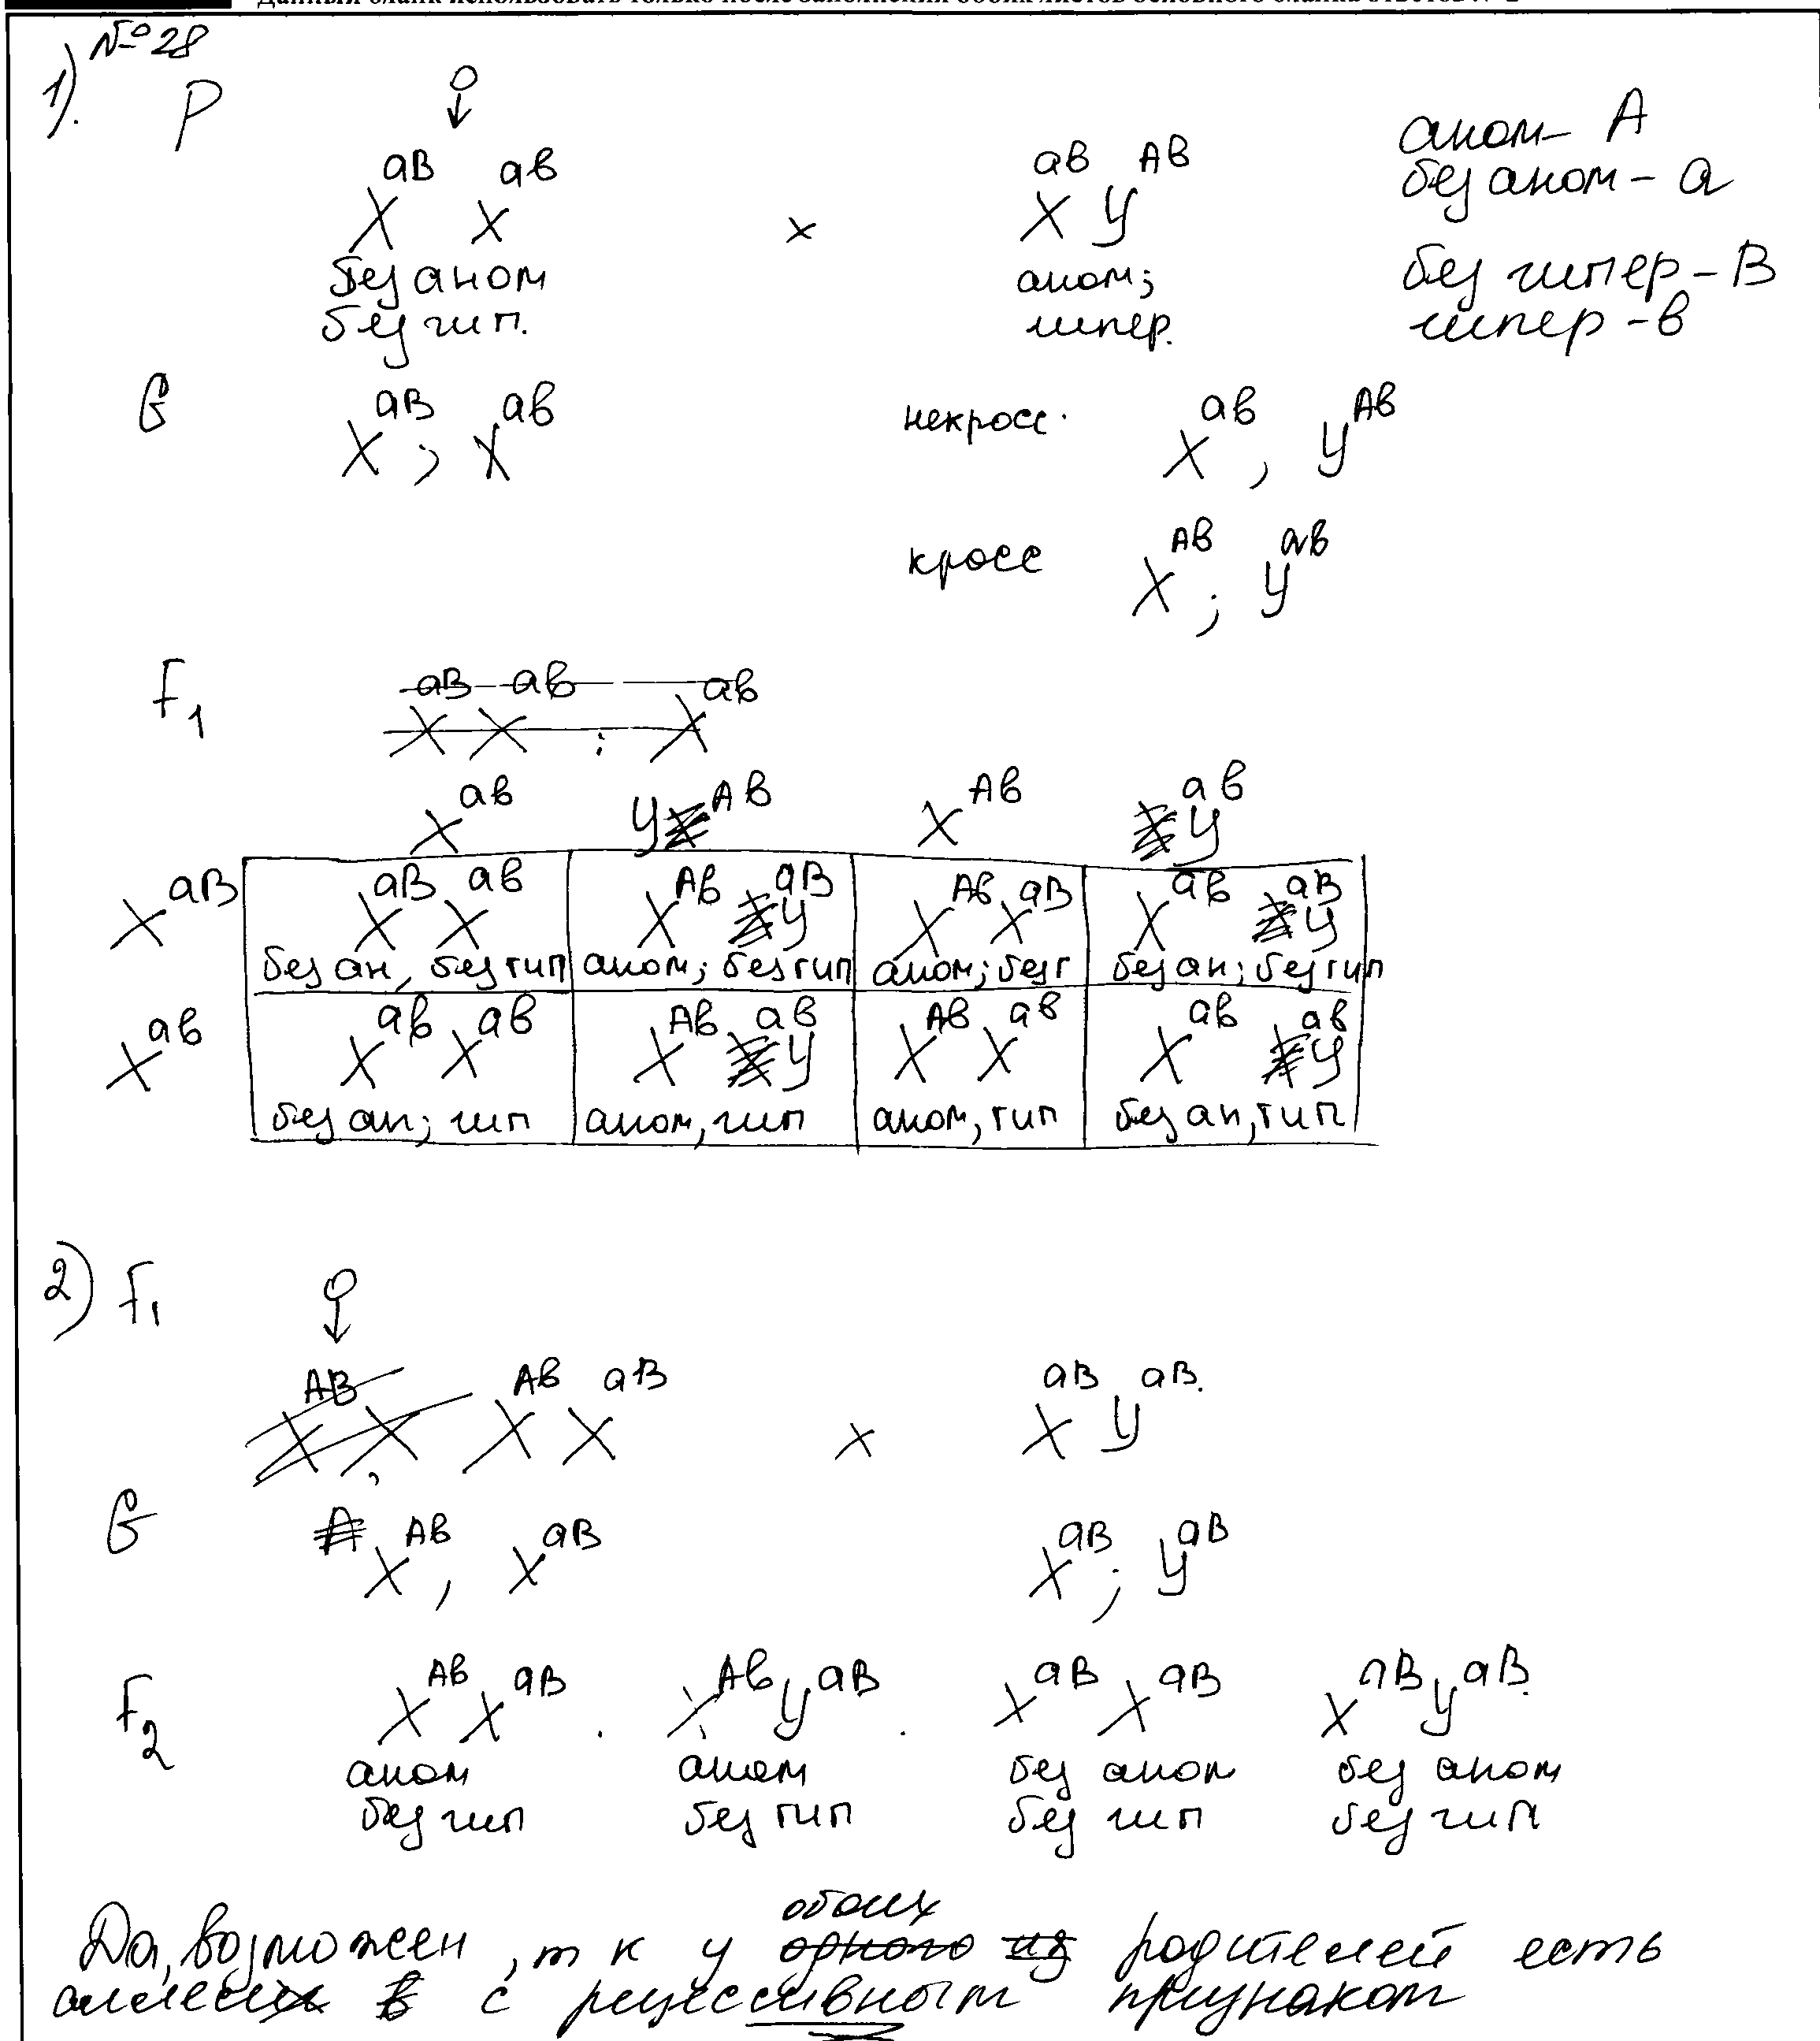 Данный бланк использовать только после заполнения обоих листов основного бланка ответов № 2
№ 28
1). P ♀
X^aB X^ab × X^ab Y^Ab
без аном аном;
без гип. гипер.
аном – A
без аном – a
без гипер – B
гипер – b
G X^aB ; X^ab некросс. X^ab , Y^Ab
кросс X^Ab ; Y^ab
F1 X^aB X^ab ; X^ab
X^ab Y^Ab X^Ab Y^ab
X^aB X^aB X^ab X^Ab Y^aB X^Ab X^aB X^ab Y^aB
без ан, без гип аном; без гип аном; без г без ан; без гип
X^ab X^ab X^ab X^Ab Y^ab X^Ab X^ab X^ab Y^ab
без ан; гип аном, гип аном, гип без ан, гип
2) F1 ♀
X^AB X , X^Ab X^aB × X^aB Y^aB.
G A X^Ab , X^aB X^aB ; Y^aB
F2 X^Ab X^aB . X^Ab Y^aB . X^aB X^aB X^aB Y^aB.
аном аном без аном без аном
без гип без гип без гип без гип
обоих
Да, возможен, т к у одного из родителей есть
аллели в с рецессивным признаком